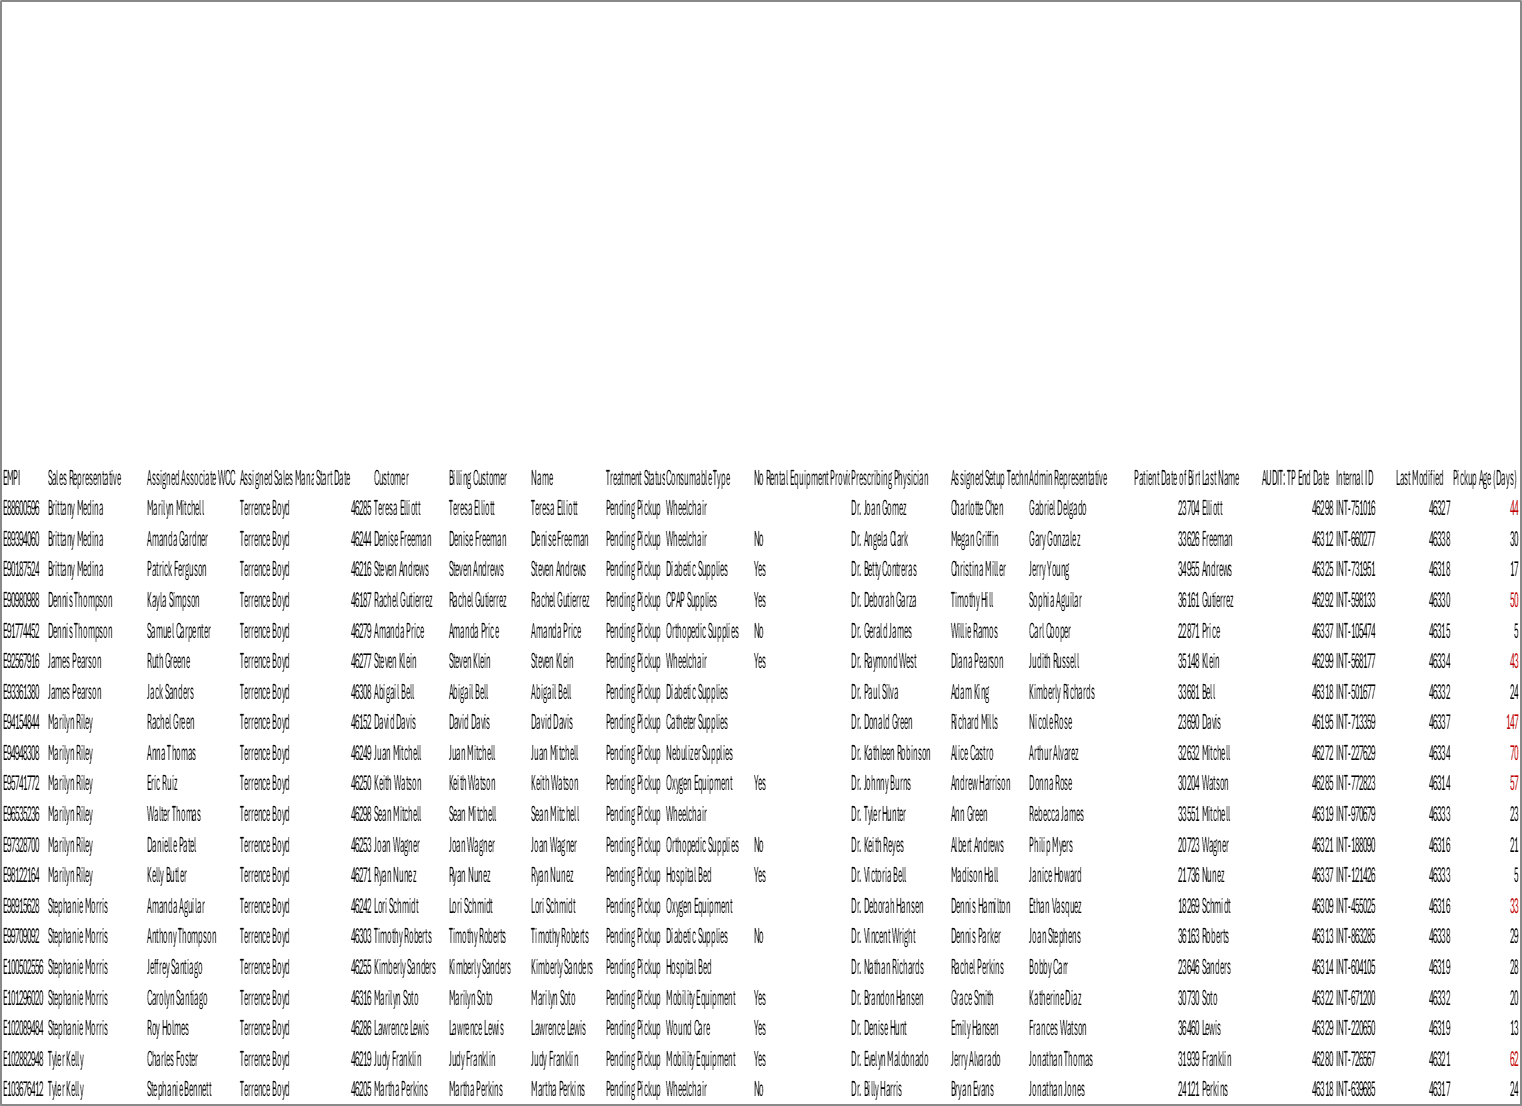 EMPI Sales Representative Assigned Associate WCC Assigned Sales Mana Start Date Customer Billing Customer Name Treatment Status Consumable Type No Rental Equipment Provi Prescribing Physician Assigned Setup Techn Admin Representative Patient Date of Birt Last Name AUDIT: TP End Date Internal ID Last Modified Pickup Age (Days)
E88600596 Brittany Medina Marilyn Mitchell Terrence Boyd 46285 Teresa Elliott Teresa Elliott Teresa Elliott Pending Pickup Wheelchair Dr. Joan Gomez Charlotte Chen Gabriel Delgado 23704 Elliott 46298 INT-751016 46327 44
E89394060 Brittany Medina Amanda Gardner Terrence Boyd 46244 Denise Freeman Denise Freeman Denise Freeman Pending Pickup Wheelchair No Dr. Angela Clark Megan Griffin Gary Gonzalez 33626 Freeman 46312 INT-660277 46338 30
E90187524 Brittany Medina Patrick Ferguson Terrence Boyd 46216 Steven Andrews Steven Andrews Steven Andrews Pending Pickup Diabetic Supplies Yes Dr. Betty Contreras Christina Miller Jerry Young 34955 Andrews 46325 INT-731951 46318 17
E90980988 Dennis Thompson Kayla Simpson Terrence Boyd 46187 Rachel Gutierrez Rachel Gutierrez Rachel Gutierrez Pending Pickup CPAP Supplies Yes Dr. Deborah Garza Timothy Hill Sophia Aguilar 36161 Gutierrez 46292 INT-598133 46330 50
E91774452 Dennis Thompson Samuel Carpenter Terrence Boyd 46279 Amanda Price Amanda Price Amanda Price Pending Pickup Orthopedic Supplies No Dr. Gerald James Willie Ramos Carl Cooper 22871 Price 46337 INT-105474 46315 5
E92567916 James Pearson Ruth Greene Terrence Boyd 46277 Steven Klein Steven Klein Steven Klein Pending Pickup Wheelchair Yes Dr. Raymond West Diana Pearson Judith Russell 35148 Klein 46299 INT-568177 46334 43
E93361380 James Pearson Jack Sanders Terrence Boyd 46308 Abigail Bell Abigail Bell Abigail Bell Pending Pickup Diabetic Supplies Dr. Paul Silva Adam King Kimberly Richards 33681 Bell 46318 INT-501677 46332 24
E94154844 Marilyn Riley Rachel Green Terrence Boyd 46152 David Davis David Davis David Davis Pending Pickup Catheter Supplies Dr. Donald Green Richard Mills Nicole Rose 23690 Davis 46195 INT-713359 46337 147
E94948308 Marilyn Riley Anna Thomas Terrence Boyd 46249 Juan Mitchell Juan Mitchell Juan Mitchell Pending Pickup Nebulizer Supplies Dr. Kathleen Robinson Alice Castro Arthur Alvarez 32632 Mitchell 46272 INT-227629 46334 70
E95741772 Marilyn Riley Eric Ruiz Terrence Boyd 46250 Keith Watson Keith Watson Keith Watson Pending Pickup Oxygen Equipment Yes Dr. Johnny Burns Andrew Harrison Donna Rose 30204 Watson 46285 INT-772823 46314 57
E96535236 Marilyn Riley Walter Thomas Terrence Boyd 46298 Sean Mitchell Sean Mitchell Sean Mitchell Pending Pickup Wheelchair Dr. Tyler Hunter Ann Green Rebecca James 33551 Mitchell 46319 INT-970679 46333 23
E97328700 Marilyn Riley Danielle Patel Terrence Boyd 46253 Joan Wagner Joan Wagner Joan Wagner Pending Pickup Orthopedic Supplies No Dr. Keith Reyes Albert Andrews Philip Myers 20723 Wagner 46321 INT-188090 46316 21
E98122164 Marilyn Riley Kelly Butler Terrence Boyd 46271 Ryan Nunez Ryan Nunez Ryan Nunez Pending Pickup Hospital Bed Yes Dr. Victoria Bell Madison Hall Janice Howard 21736 Nunez 46337 INT-121426 46333 5
E98915628 Stephanie Morris Amanda Aguilar Terrence Boyd 46242 Lori Schmidt Lori Schmidt Lori Schmidt Pending Pickup Oxygen Equipment Dr. Deborah Hansen Dennis Hamilton Ethan Vasquez 18269 Schmidt 46309 INT-455025 46316 33
E99709092 Stephanie Morris Anthony Thompson Terrence Boyd 46303 Timothy Roberts Timothy Roberts Timothy Roberts Pending Pickup Diabetic Supplies No Dr. Vincent Wright Dennis Parker Joan Stephens 36163 Roberts 46313 INT-863285 46338 29
E100502556 Stephanie Morris Jeffrey Santiago Terrence Boyd 46255 Kimberly Sanders Kimberly Sanders Kimberly Sanders Pending Pickup Hospital Bed Dr. Nathan Richards Rachel Perkins Bobby Carr 23646 Sanders 46314 INT-604105 46319 28
E101296020 Stephanie Morris Carolyn Santiago Terrence Boyd 46316 Marilyn Soto Marilyn Soto Marilyn Soto Pending Pickup Mobility Equipment Yes Dr. Brandon Hansen Grace Smith Katherine Diaz 30730 Soto 46322 INT-671200 46332 20
E102089484 Stephanie Morris Roy Holmes Terrence Boyd 46286 Lawrence Lewis Lawrence Lewis Lawrence Lewis Pending Pickup Wound Care Yes Dr. Denise Hunt Emily Hansen Frances Watson 36460 Lewis 46329 INT-220650 46319 13
E102882948 Tyler Kelly Charles Foster Terrence Boyd 46219 Judy Franklin Judy Franklin Judy Franklin Pending Pickup Mobility Equipment Yes Dr. Evelyn Maldonado Jerry Alvarado Jonathan Thomas 31939 Franklin 46280 INT-726567 46321 62
E103676412 Tyler Kelly Stephanie Bennett Terrence Boyd 46205 Martha Perkins Martha Perkins Martha Perkins Pending Pickup Wheelchair No Dr. Billy Harris Bryan Evans Jonathan Jones 24121 Perkins 46318 INT-639685 46317 24